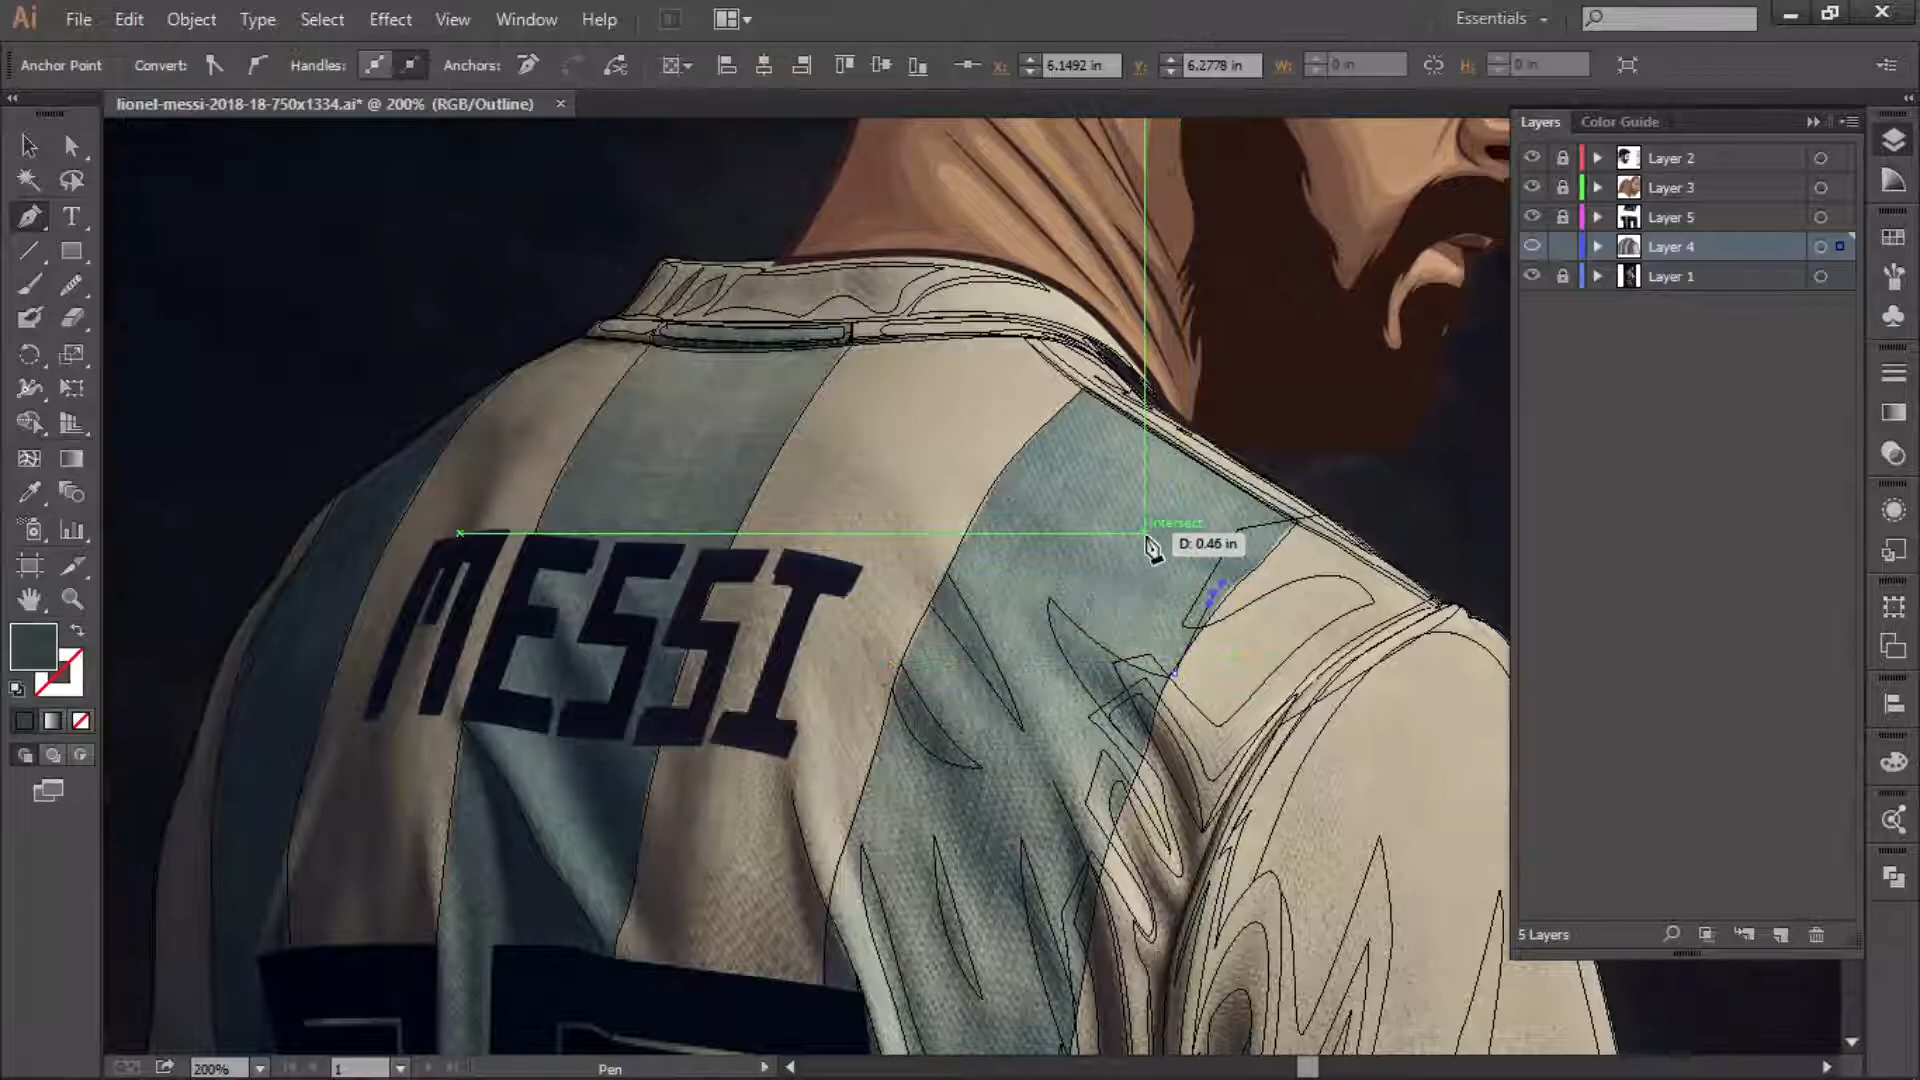 Ai File Edit Object Type Select Effect View Window Help Essentials
Anchor Point Convert: Handles: Anchors: X: 6.1492 in Y: 6.2778 in W: 0 in H: 0 in
lionel-messi-2018-18-750x1334.ai* @ 200% (RGB/Outline)
Layers Color Guide
Layer 2
Layer 3
Layer 5
Layer 4
Layer 1
intersect
D: 0.46 in
MESSI
5 Layers
200% 1 Pen